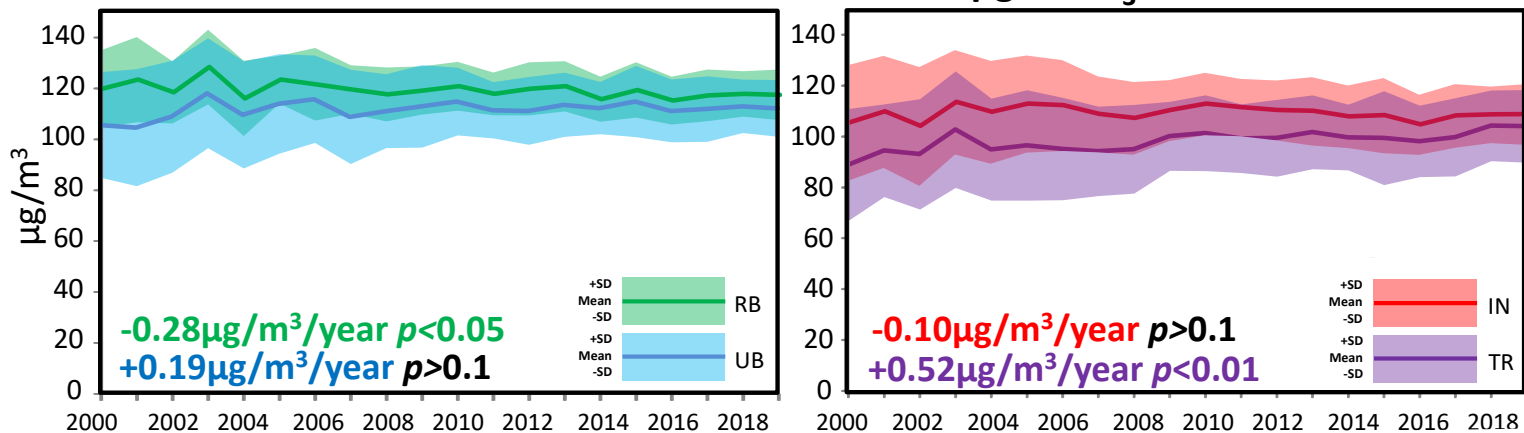 140
120
100
80
60
40
20
0
µg/m³
+SD
Mean
-SD
RB
+SD
Mean
-SD
UB
-0.28µg/m³/year p<0.05
+0.19µg/m³/year p>0.1
2000 2002 2004 2006 2008 2010 2012 2014 2016 2018
140
120
100
80
60
40
20
0
+SD
Mean
-SD
IN
+SD
Mean
-SD
TR
-0.10µg/m³/year p>0.1
+0.52µg/m³/year p<0.01
2000 2002 2004 2006 2008 2010 2012 2014 2016 2018